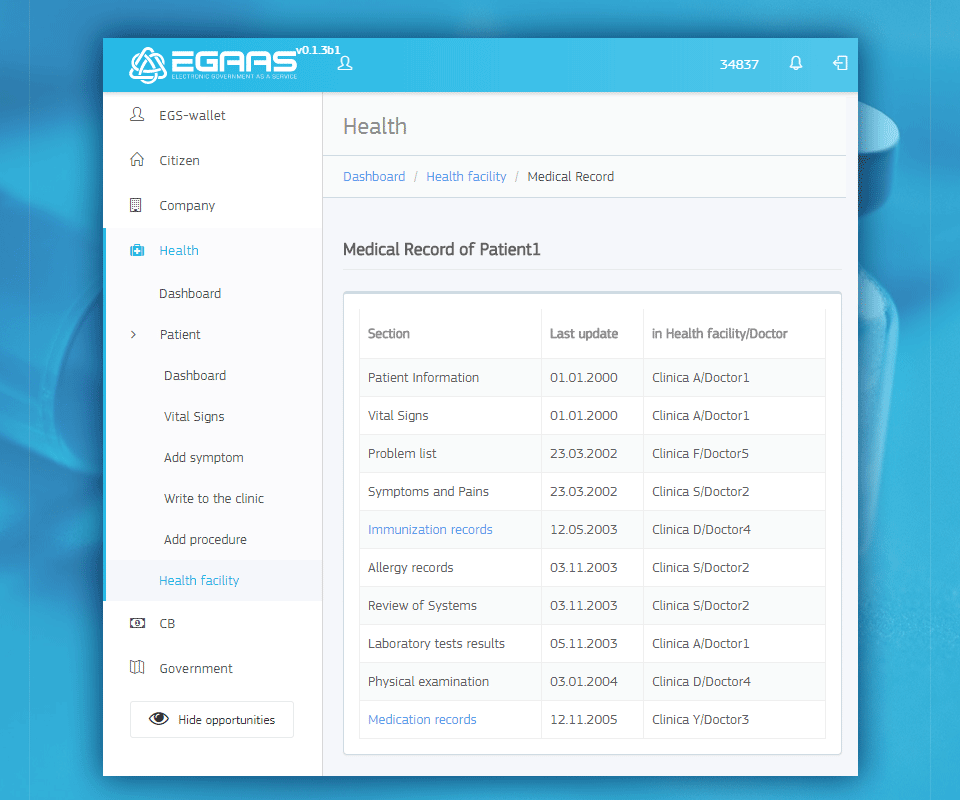 EGAAS v0.1.3b1
ELECTRONIC GOVERNMENT AS A SERVICE
34837
EGS-wallet
Citizen
Company
Health
Dashboard
Patient
Dashboard
Vital Signs
Add symptom
Write to the clinic
Add procedure
Health facility
CB
Government
Hide opportunities
Health
Dashboard / Health facility / Medical Record
Medical Record of Patient1
Section Last update in Health facility/Doctor
Patient Information 01.01.2000 Clinica A/Doctor1
Vital Signs 01.01.2000 Clinica A/Doctor1
Problem list 23.03.2002 Clinica F/Doctor5
Symptoms and Pains 23.03.2002 Clinica S/Doctor2
Immunization records 12.05.2003 Clinica D/Doctor4
Allergy records 03.11.2003 Clinica S/Doctor2
Review of Systems 03.11.2003 Clinica S/Doctor2
Laboratory tests results 05.11.2003 Clinica A/Doctor1
Physical examination 03.01.2004 Clinica D/Doctor4
Medication records 12.11.2005 Clinica Y/Doctor3